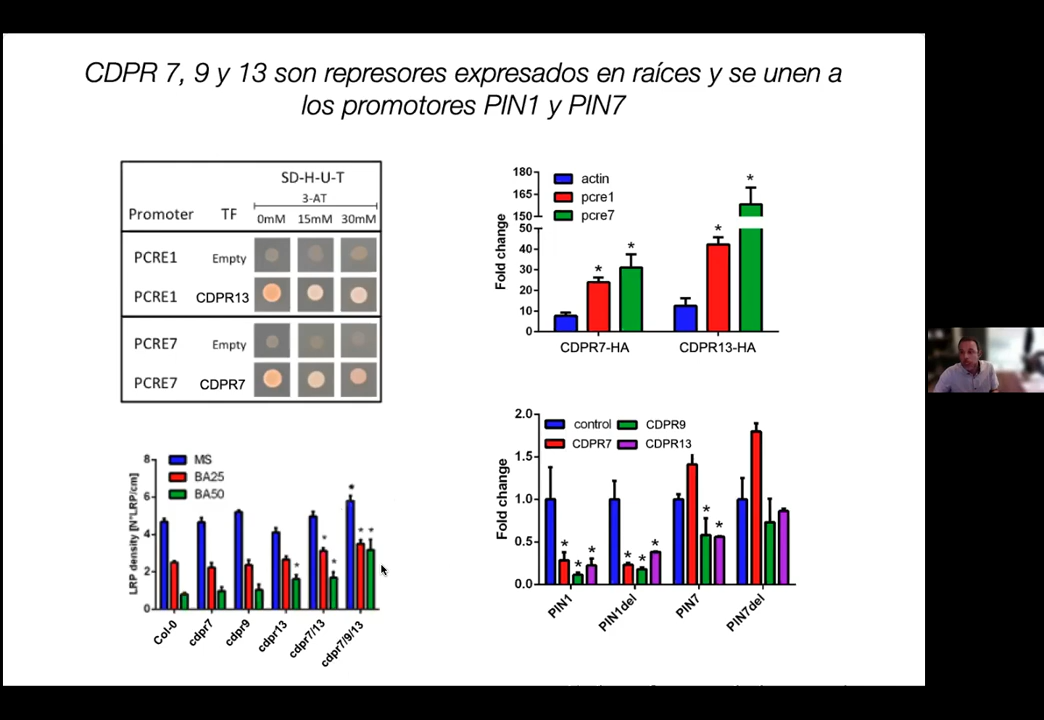 CDPR 7, 9 y 13 son represores expresados en raíces y se unen a
los promotores PIN1 y PIN7
SD-H-U-T
3-AT
Promoter TF 0mM 15mM 30mM
PCRE1 Empty
PCRE1 CDPR13
PCRE7 Empty
PCRE7 CDPR7
Fold change
180
165
150
50
40
30
20
10
0
actin
pcre1
pcre7
* * * *
CDPR7-HA CDPR13-HA
LRP density [N°LRP/cm]
8
6
4
2
0
MS
BA25
BA50
* * * * * *
Col-0 cdpr7 cdpr9 cdpr13 cdpr7/13 cdpr7/9/13
Fold change
2.0
1.5
1.0
0.5
0.0
control CDPR9
CDPR7 CDPR13
* * * * * * * *
PIN1 PIN1del PIN7 PIN7del